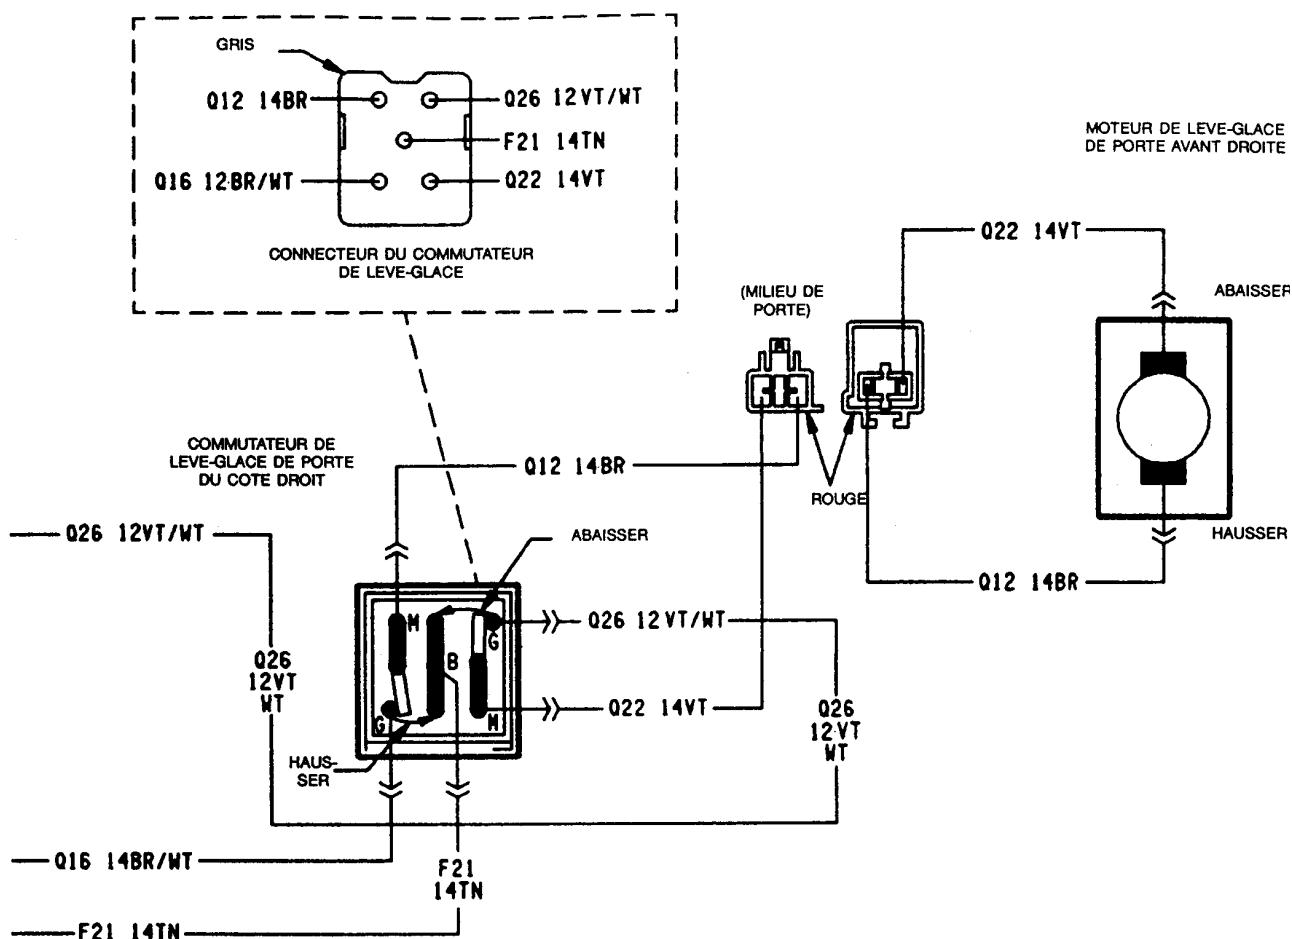 GRIS
Q12 14BR
Q26 12VT/WT
F21 14TN
Q16 12BR/WT
Q22 14VT
CONNECTEUR DU COMMUTATEUR
DE LEVE-GLACE
MOTEUR DE LEVE-GLACE
DE PORTE AVANT DROITE
Q22 14VT
(MILIEU DE
PORTE)
ABAISSER
COMMUTATEUR DE
LEVE-GLACE DE PORTE
DU COTE DROIT
Q12 14BR
ROUGE
Q26 12VT/WT
ABAISSER
HAUSSER
Q12 14BR
M
G
B
Q26 12VT/WT
Q26
12VT
WT
G
M
Q22 14VT
Q26
12VT
WT
HAUS-
SER
Q16 14BR/WT
F21
14TN
F21 14TN